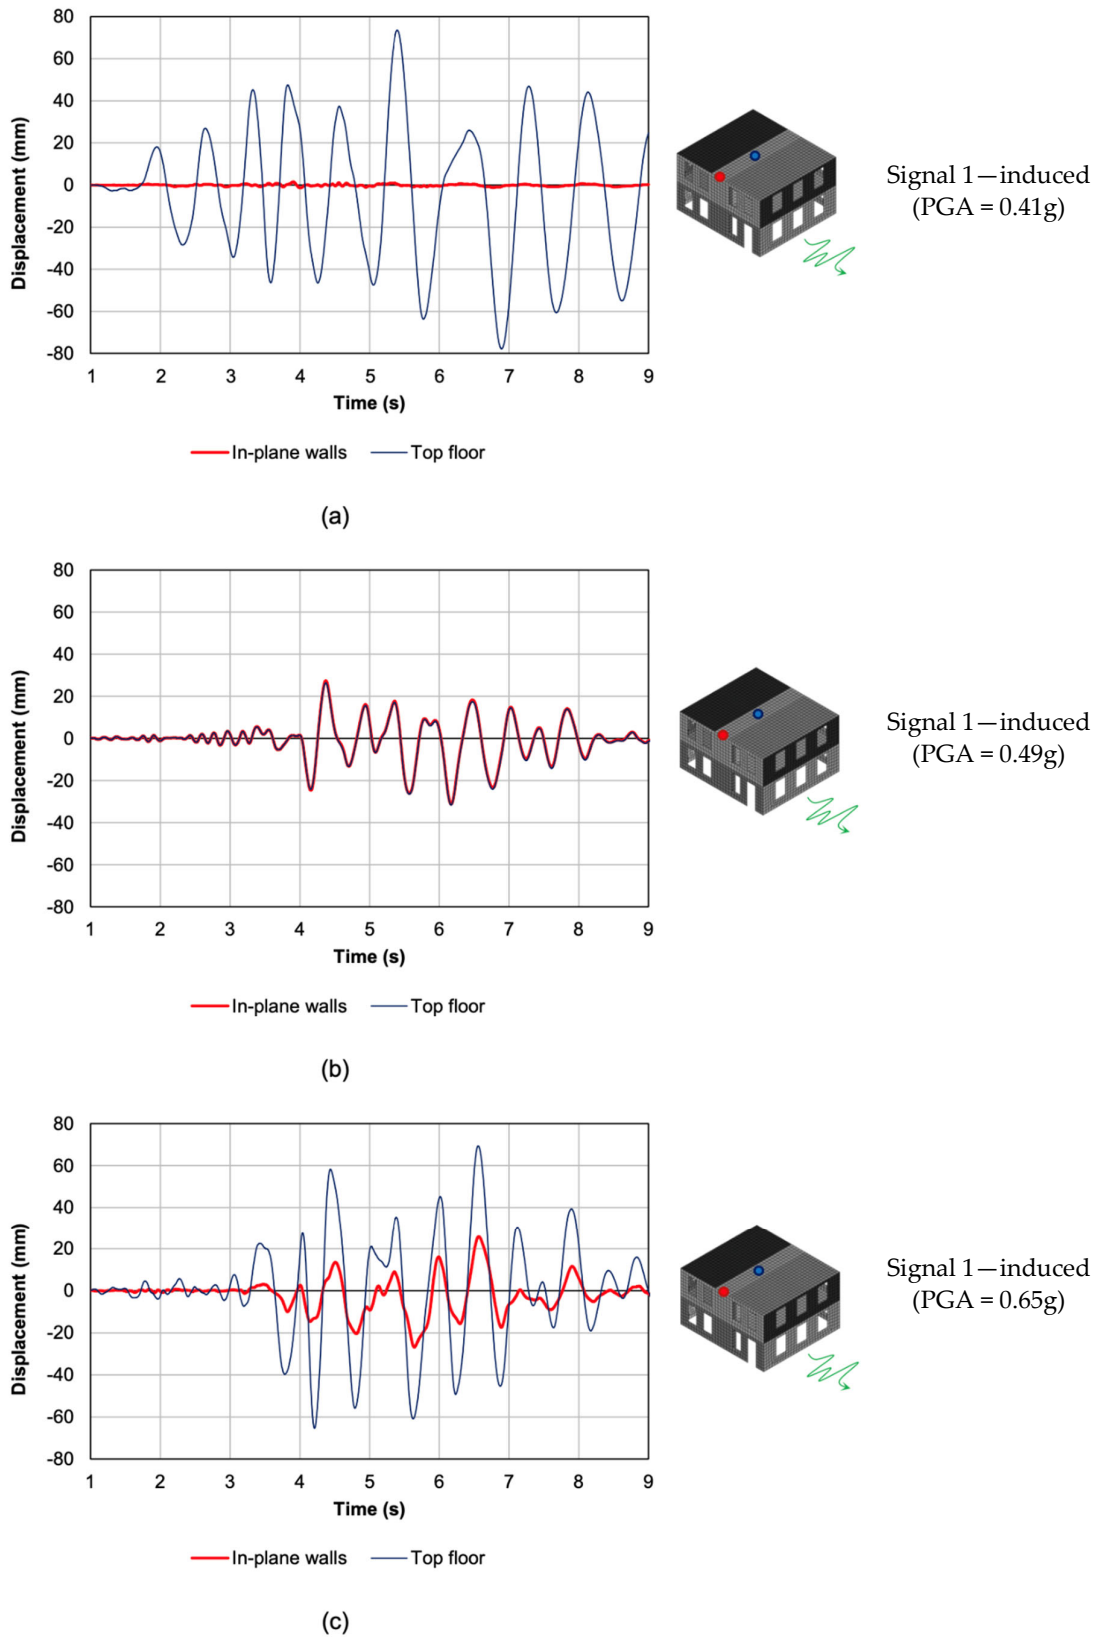 80
60
40
20
0
-20
-40
-60
-80
Displacement (mm)
1 2 3 4 5 6 7 8 9
Time (s)
In-plane walls Top floor
Signal 1—induced
(PGA = 0.41g)
(a)
80
60
40
20
0
-20
-40
-60
-80
Displacement (mm)
1 2 3 4 5 6 7 8 9
Time (s)
In-plane walls Top floor
Signal 1—induced
(PGA = 0.49g)
(b)
80
60
40
20
0
-20
-40
-60
-80
Displacement (mm)
1 2 3 4 5 6 7 8 9
Time (s)
In-plane walls Top floor
Signal 1—induced
(PGA = 0.65g)
(c)